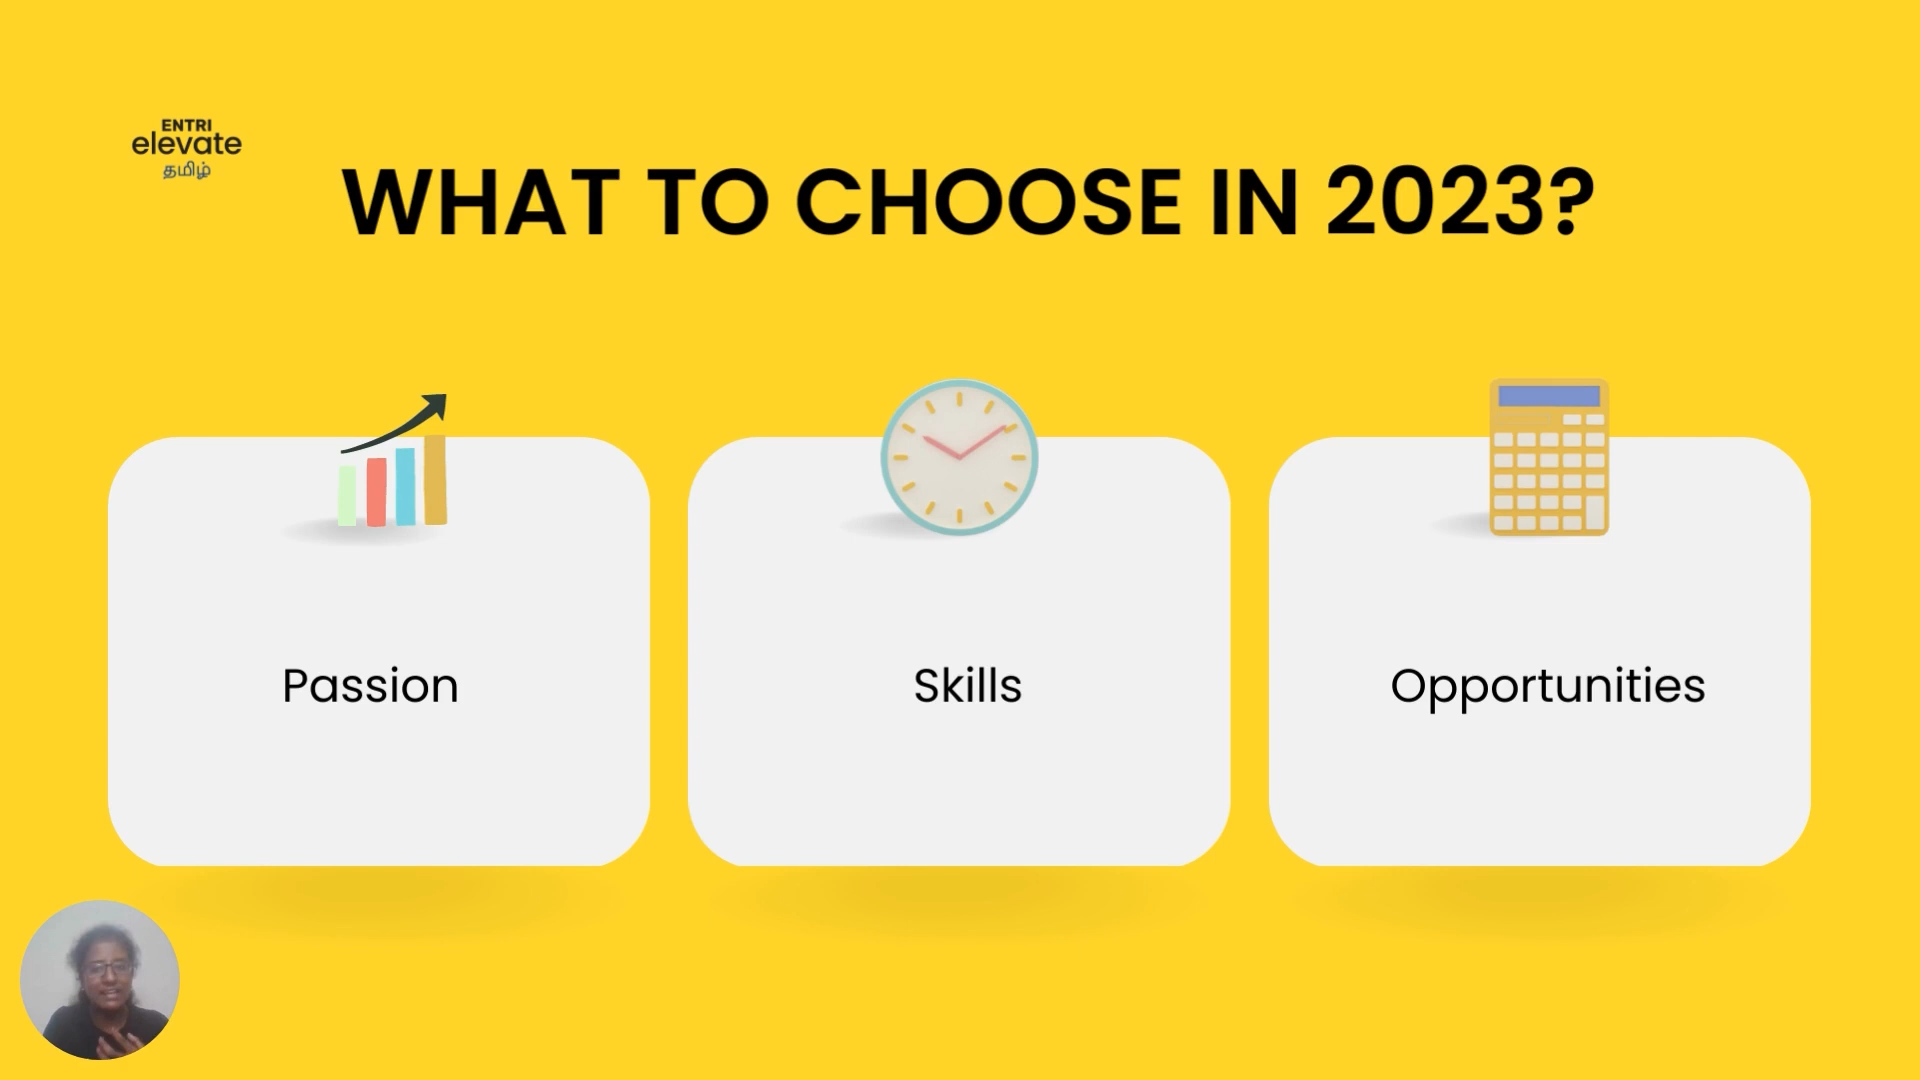 ENTRI
elevate
தமிழ்
WHAT TO CHOOSE IN 2023?
Passion
Skills
Opportunities